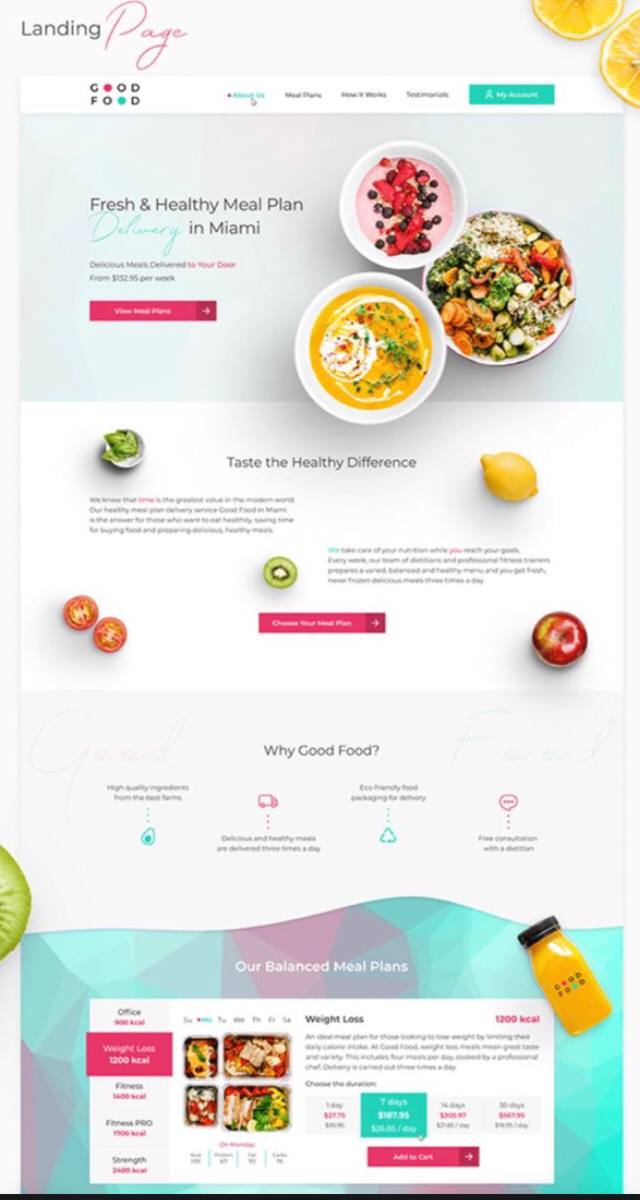 Landing Page
GOOD
FOOD
About Us
Meal Plans
How It Works
Testimonials
My Account
Fresh & Healthy Meal Plan
Delivery in Miami
Delicious Meals Delivered to Your Door
From $132.95 per week
View Meal Plans
Taste the Healthy Difference
We know that time is the greatest value in the modern world.
Our healthy meal plan delivery service Good Food in Miami
is the answer for those who want to eat healthily, saving time
for buying food and preparing delicious, healthy meals.
We take care of your nutrition while you reach your goals.
Every week, our team of dietitians and professional fitness trainers
prepares a varied, balanced and healthy menu and you get fresh,
never frozen delicious meals three times a day.
Choose Your Meal Plan
Good Food
Why Good Food?
High quality ingredients
from the best farms
Delicious and healthy meals
are delivered three times a day
Eco-friendly food
packaging for delivery
Free consultation
with a dietitian
Our Balanced Meal Plans
GOOD
FOOD
Office
900 kcal
Weight Loss
1200 kcal
Fitness
1400 kcal
Fitness PRO
1700 kcal
Strength
2400 kcal
Su Mo Tu We Th Fr Sa
On Monday:
Kcal Protein Fat Carbs
Weight Loss
1200 kcal
An ideal meal plan for those looking to lose weight by limiting their
daily calorie intake. At Good Food, weight loss meals mean great taste
and variety. This includes four meals per day, cooked by a professional
chef. Delivery is carried out three times a day.
Choose the duration:
1 day
$27.75
7 days
$187.95
$26.85 / day
14 days
$305.97
$21.85 / day
30 days
$567.95
$18.95 / day
Add to Cart